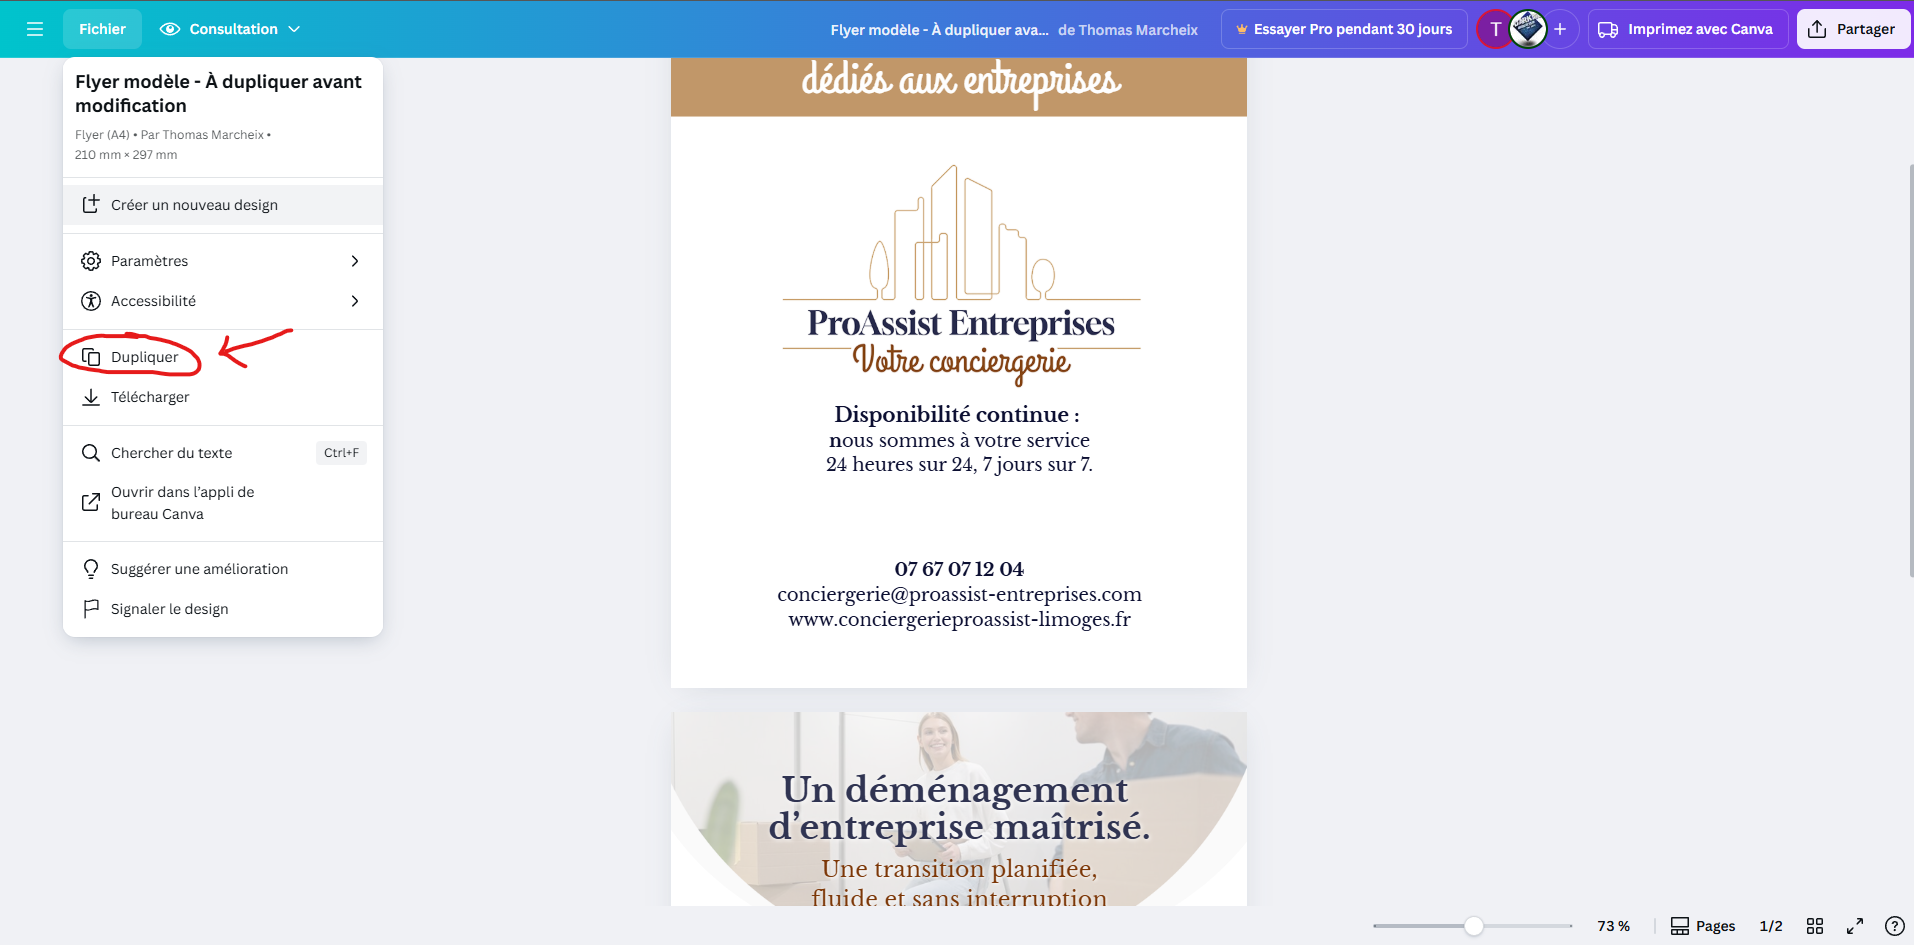 Fichier
Consultation
Flyer modèle - À dupliquer ava... de Thomas Marcheix
Essayer Pro pendant 30 jours
T
Imprimez avec Canva
Partager
Flyer modèle - À dupliquer avant
modification
Flyer (A4) • Par Thomas Marcheix •
210 mm × 297 mm
Créer un nouveau design
Paramètres
Accessibilité
Dupliquer
Télécharger
Chercher du texte
Ctrl+F
Ouvrir dans l’appli de
bureau Canva
Suggérer une amélioration
Signaler le design
dédiés aux entreprises
ProAssist Entreprises
Votre conciergerie
Disponibilité continue :
nous sommes à votre service
24 heures sur 24, 7 jours sur 7.
07 67 07 12 04
conciergerie@proassist-entreprises.com
www.conciergerieproassist-limoges.fr
Un déménagement
d’entreprise maîtrisé.
Une transition planifiée,
fluide et sans interruption
73 %
Pages
1/2